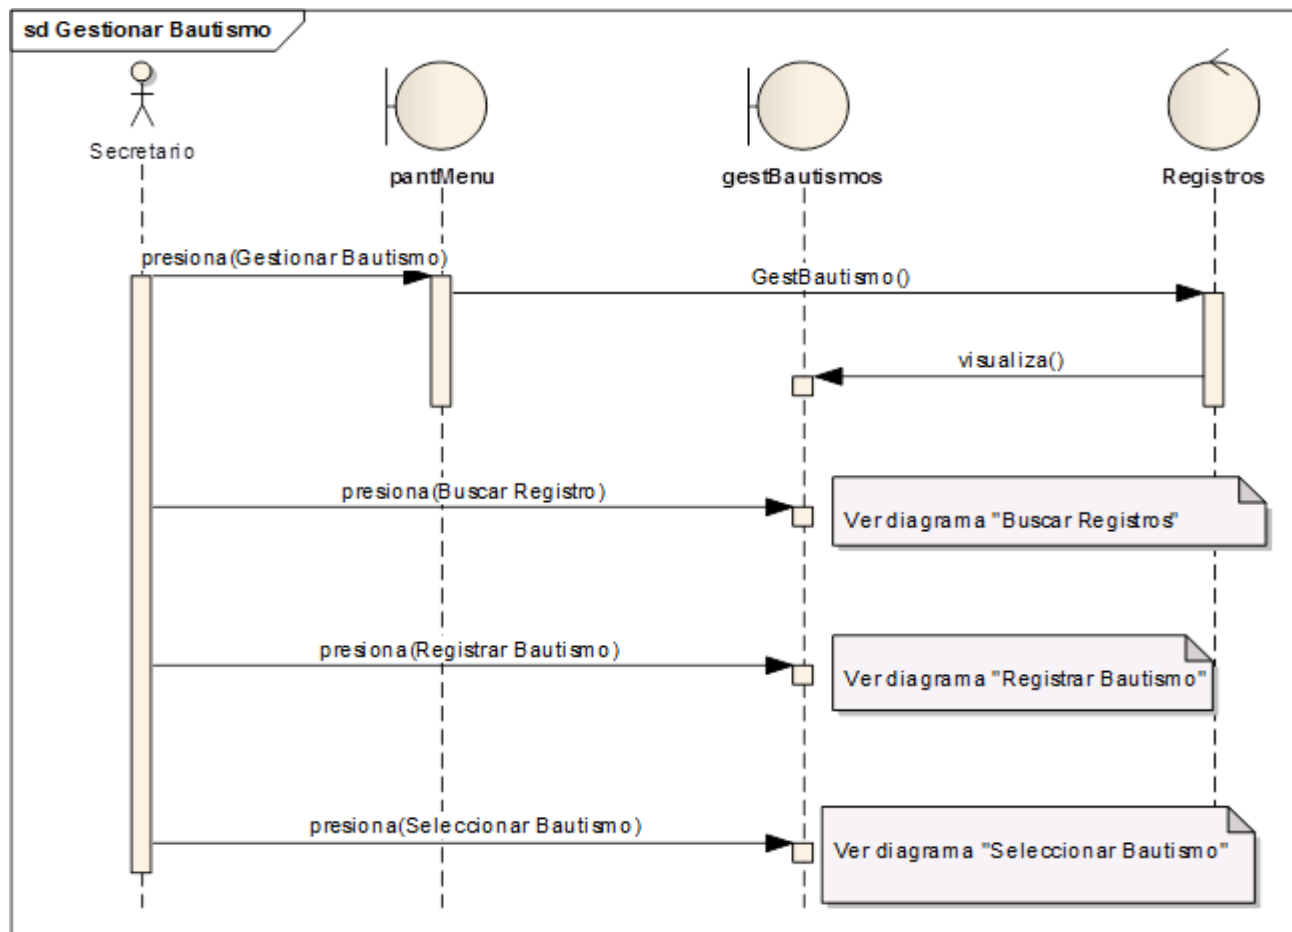 sd Gestionar Bautismo
Secretario
pantMenu
gestBautismos
Registros
presiona(Gestionar Bautismo)
GestBautismo()
visualiza()
presiona(Buscar Registro)
Ver diagrama "Buscar Registros"
presiona(Registrar Bautismo)
Ver diagrama "Registrar Bautismo"
presiona(Seleccionar Bautismo)
Ver diagrama "Seleccionar Bautismo"